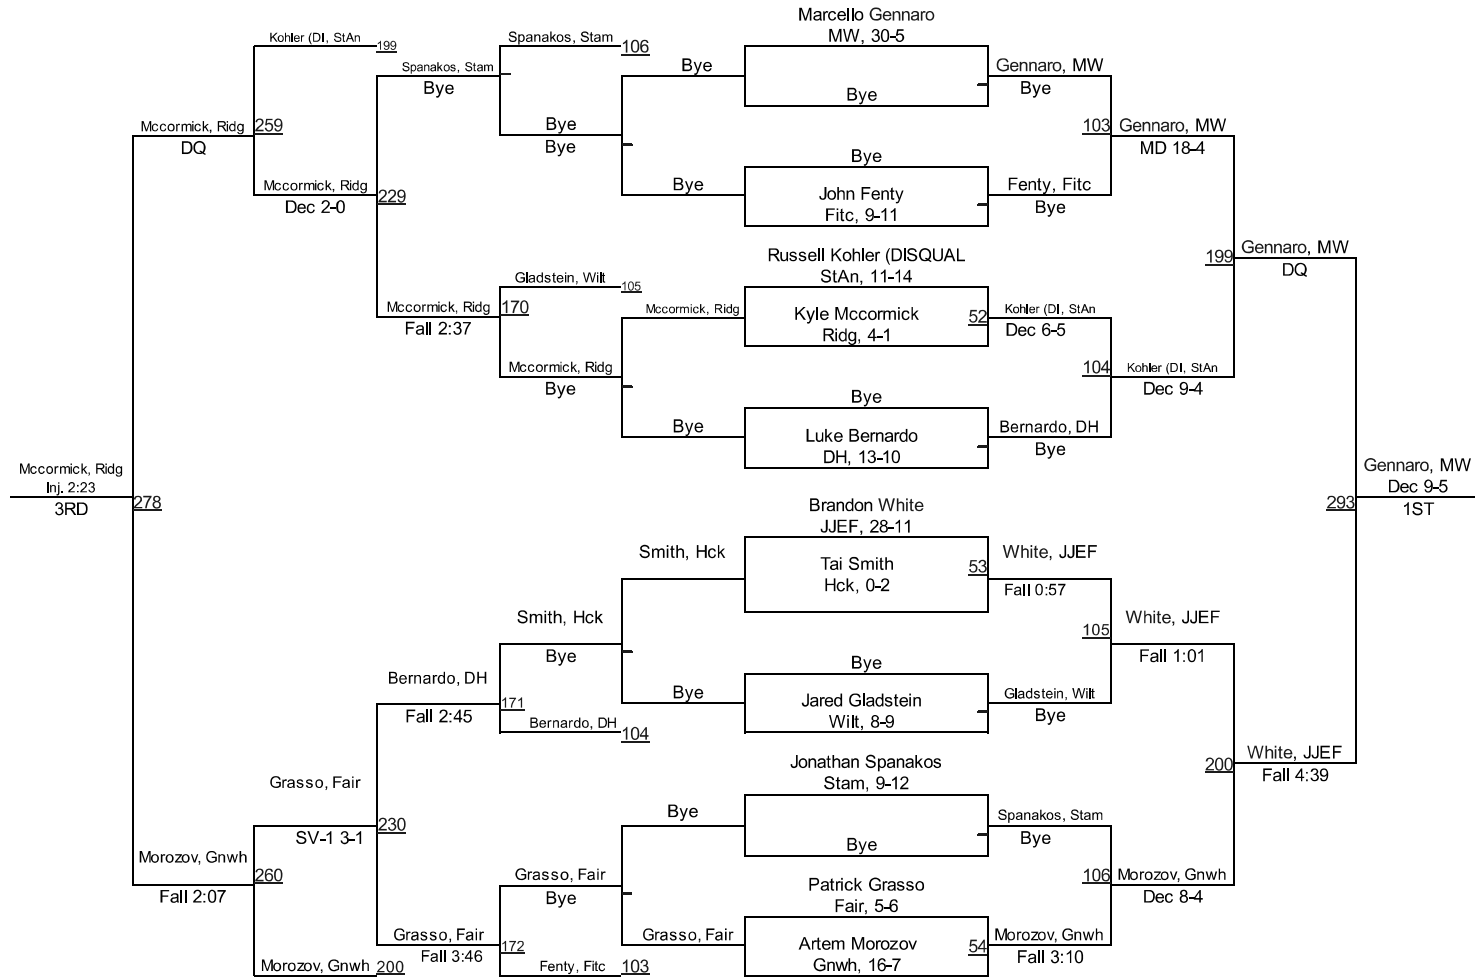 Marcello Gennaro
MW, 30-5
Kohler (DI, StAn
199
Spanakos, Stam
106
Spanakos, Stam
Bye
Bye
Bye
Gennaro, MW
Bye
Mccormick, Ridg
259
DQ
Bye
Bye
103
Gennaro, MW
MD 18-4
Bye
Mccormick, Ridg
Dec 2-0
229
Bye
John Fenty
Fitc, 9-11
Fenty, Fitc
Bye
Russell Kohler (DISQUAL
StAn, 11-14
199
Gennaro, MW
DQ
Gladstein, Wilt
105
Mccormick, Ridg
170
Fall 2:37
Mccormick, Ridg
Kyle Mccormick
Ridg, 4-1
52
Kohler (DI, StAn
Dec 6-5
Mccormick, Ridg
Bye
104
Kohler (DI, StAn
Dec 9-4
Bye
Bye
Luke Bernardo
DH, 13-10
Bernardo, DH
Bye
Mccormick, Ridg
Inj. 2:23
3RD
278
293
Gennaro, MW
Dec 9-5
1ST
Brandon White
JJEF, 28-11
Smith, Hck
Tai Smith
Hck, 0-2
53
White, JJEF
Fall 0:57
Smith, Hck
Bye
105
White, JJEF
Fall 1:01
Bye
Bernardo, DH
Fall 2:45
171
Bernardo, DH
104
Bye
Jared Gladstein
Wilt, 8-9
Gladstein, Wilt
Bye
Jonathan Spanakos
Stam, 9-12
200
White, JJEF
Fall 4:39
Grasso, Fair
SV-1 3-1
230
Bye
Bye
Spanakos, Stam
Bye
Morozov, Gnwh
Fall 2:07
260
Grasso, Fair
Bye
106
Morozov, Gnwh
Dec 8-4
Patrick Grasso
Fair, 5-6
Grasso, Fair
Fall 3:46
172
Grasso, Fair
Artem Morozov
Gnwh, 16-7
54
Morozov, Gnwh
Fall 3:10
Morozov, Gnwh
200
Fenty, Fitc
103